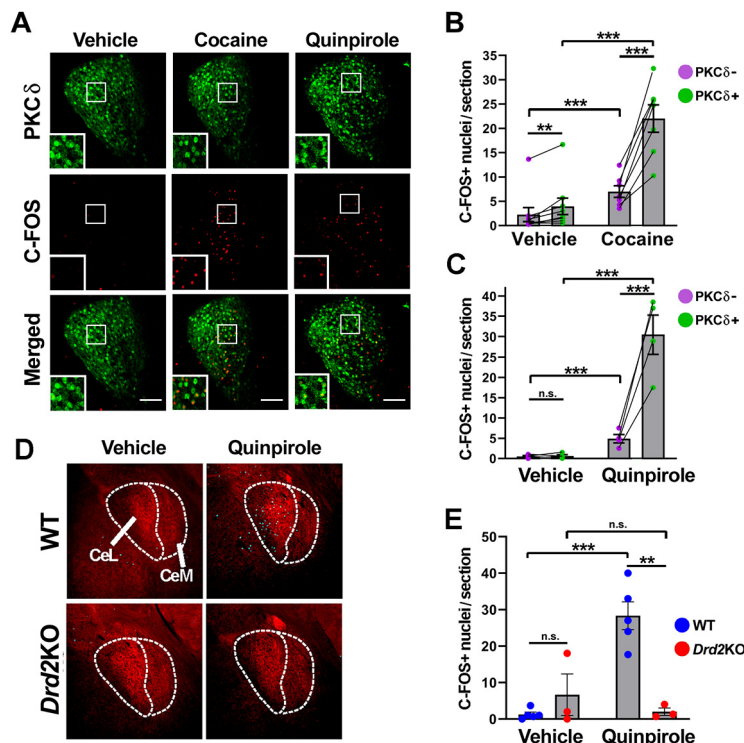 A
Vehicle Cocaine Quinpirole
PKCδ
C-FOS
Merged
B
C-FOS+ nuclei/section
35
30
25
20
15
10
5
0
***
***
***
**
PKCδ-
PKCδ+
Vehicle Cocaine
C
C-FOS+ nuclei/section
40
35
30
25
20
15
10
5
0
***
***
***
n.s.
PKCδ-
PKCδ+
Vehicle Quinpirole
D
Vehicle Quinpirole
WT
CeL
CeM
Drd2KO
E
C-FOS+ nuclei/section
50
40
30
20
10
0
n.s.
***
**
n.s.
WT
Drd2KO
Vehicle Quinpirole